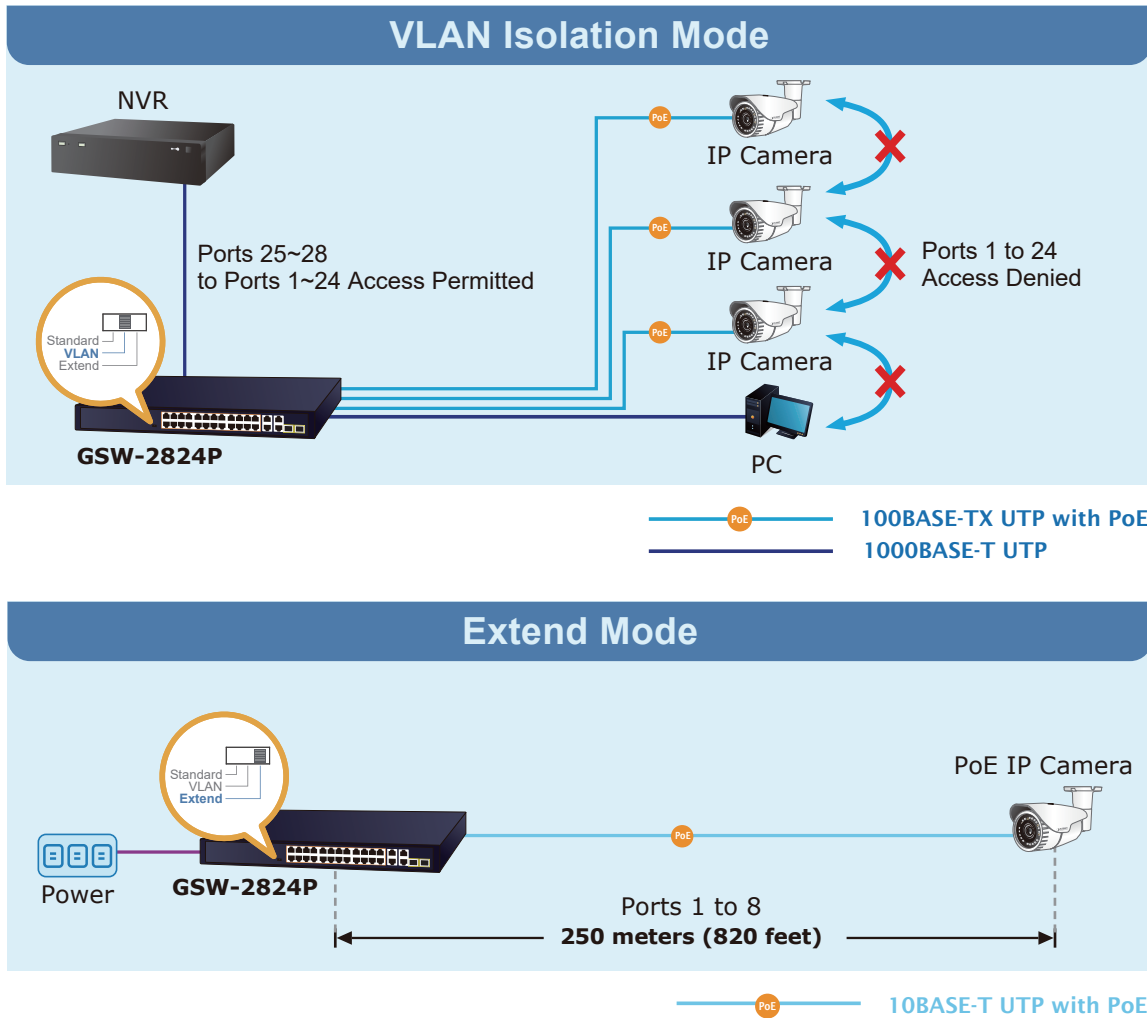 VLAN Isolation Mode
NVR
PoE
IP Camera
Ports 25~28
to Ports 1~24 Access Permitted
PoE
IP Camera
Ports 1 to 24
Access Denied
Standard
VLAN
Extend
PoE
IP Camera
GSW-2824P
PC
PoE
100BASE-TX UTP with PoE
1000BASE-T UTP
Extend Mode
Standard
VLAN
Extend
PoE IP Camera
PoE
Power
GSW-2824P
Ports 1 to 8
250 meters (820 feet)
PoE
10BASE-T UTP with PoE